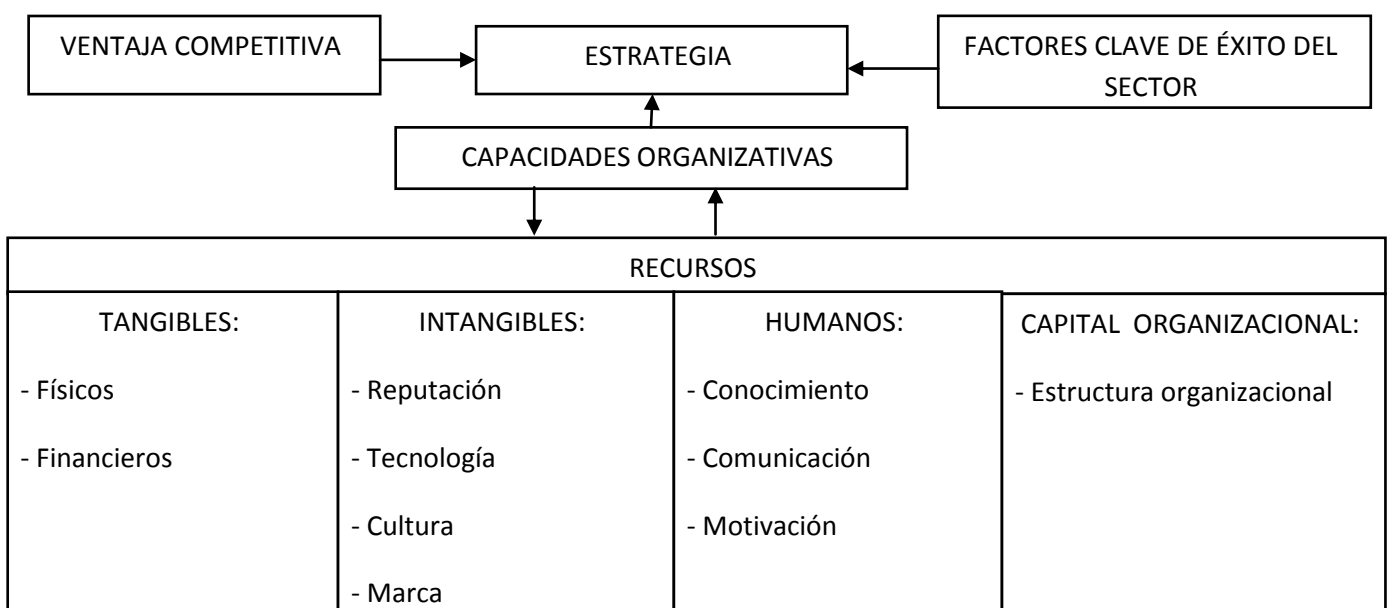 VENTAJA COMPETITIVA
ESTRATEGIA
FACTORES CLAVE DE ÉXITO DEL
SECTOR
CAPACIDADES ORGANIZATIVAS
RECURSOS
TANGIBLES:
- Físicos
- Financieros
INTANGIBLES:
- Reputación
- Tecnología
- Cultura
- Marca
HUMANOS:
- Conocimiento
- Comunicación
- Motivación
CAPITAL ORGANIZACIONAL:
- Estructura organizacional